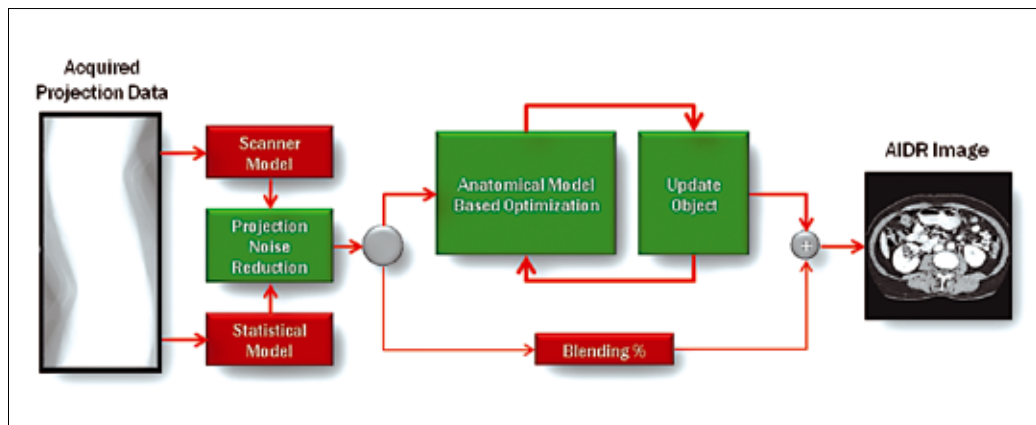 Acquired
Projection Data
Scanner
Model
Projection
Noise
Reduction
Statistical
Model
Anatomical Model
Based Optimization
Update
Object
Blending %
+
AIDR Image